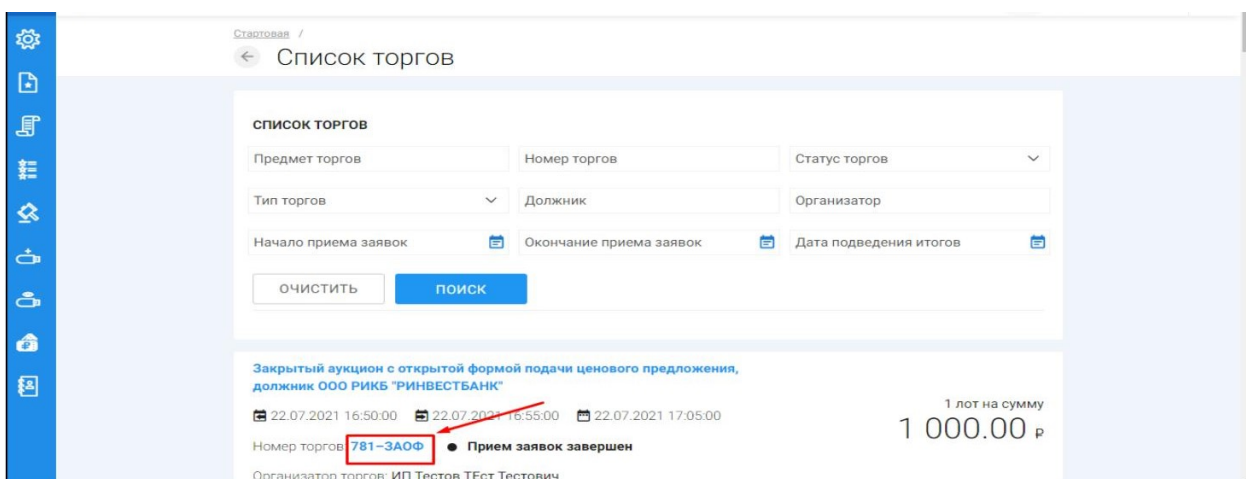 Стартовая /
Список торгов
СПИСОК ТОРГОВ
Предмет торгов
Номер торгов
Статус торгов
Тип торгов
Должник
Организатор
Начало приема заявок
Окончание приема заявок
Дата подведения итогов
ОЧИСТИТЬ
ПОИСК
Закрытый аукцион с открытой формой подачи ценового предложения,
должник ООО РИКБ "РИНВЕСТБАНК"
22.07.2021 16:50:00 22.07.2021 16:55:00 22.07.2021 17:05:00
1 лот на сумму
1 000.00 ₽
Номер торгов: 781-ЗАОФ ● Прием заявок завершен
Организатор торгов: ИП Тестов ТЕст Тестович